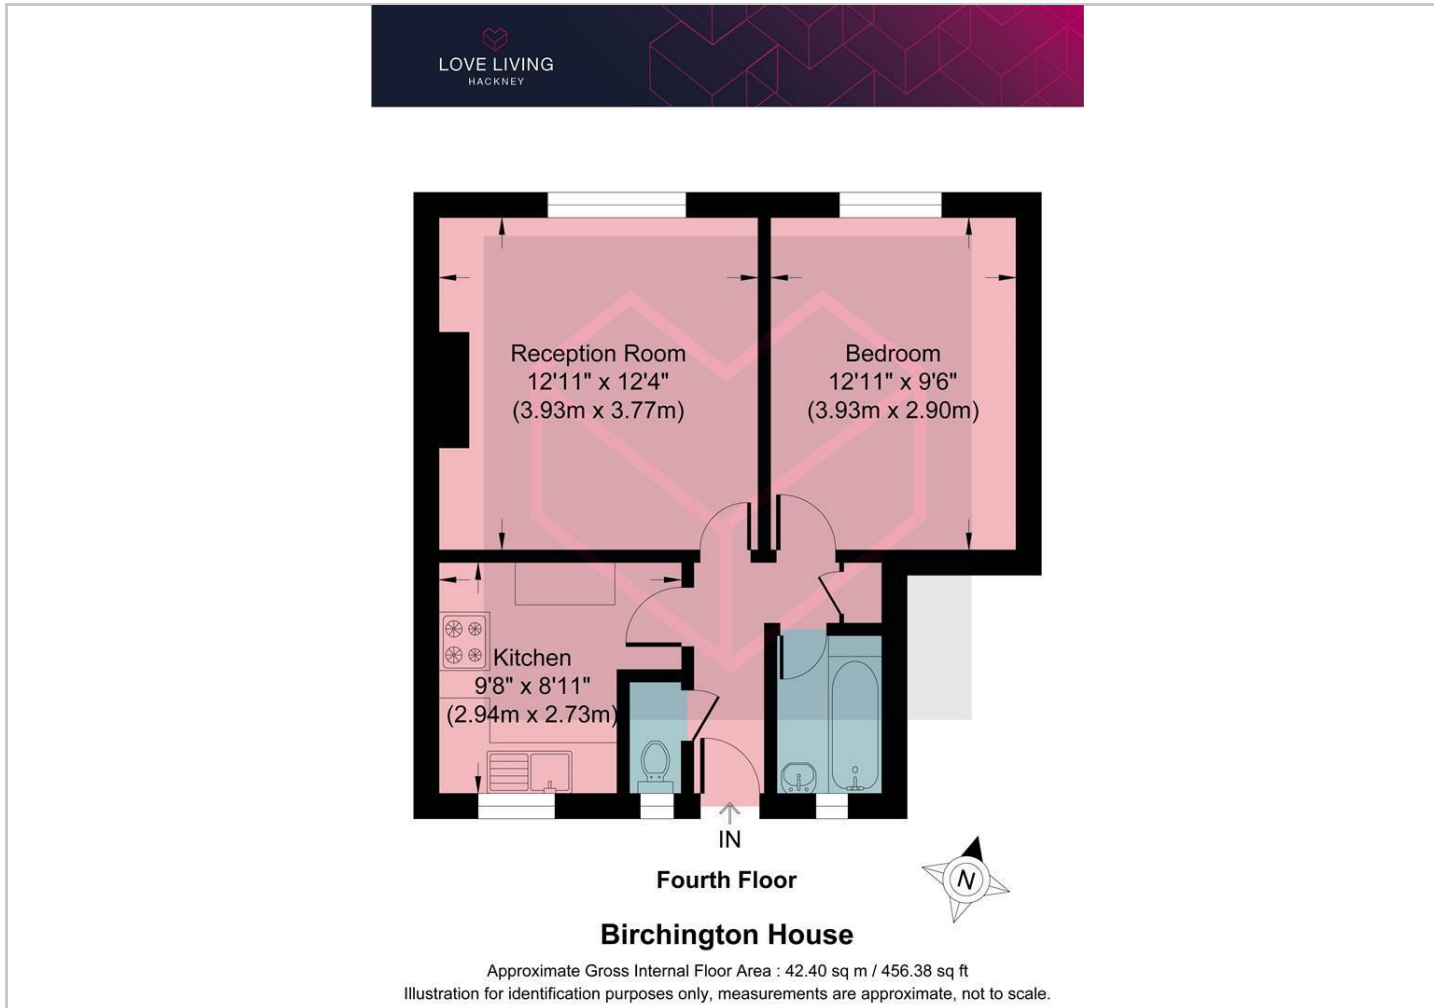 LOVE LIVING
HACKNEY
Reception Room
12'11" x 12'4"
(3.93m x 3.77m)
Bedroom
12'11" x 9'6"
(3.93m x 2.90m)
Kitchen
9'8" x 8'11"
(2.94m x 2.73m)
IN
N
Fourth Floor
Birchington House
Approximate Gross Internal Floor Area : 42.40 sq m / 456.38 sq ft
Illustration for identification purposes only, measurements are approximate, not to scale.